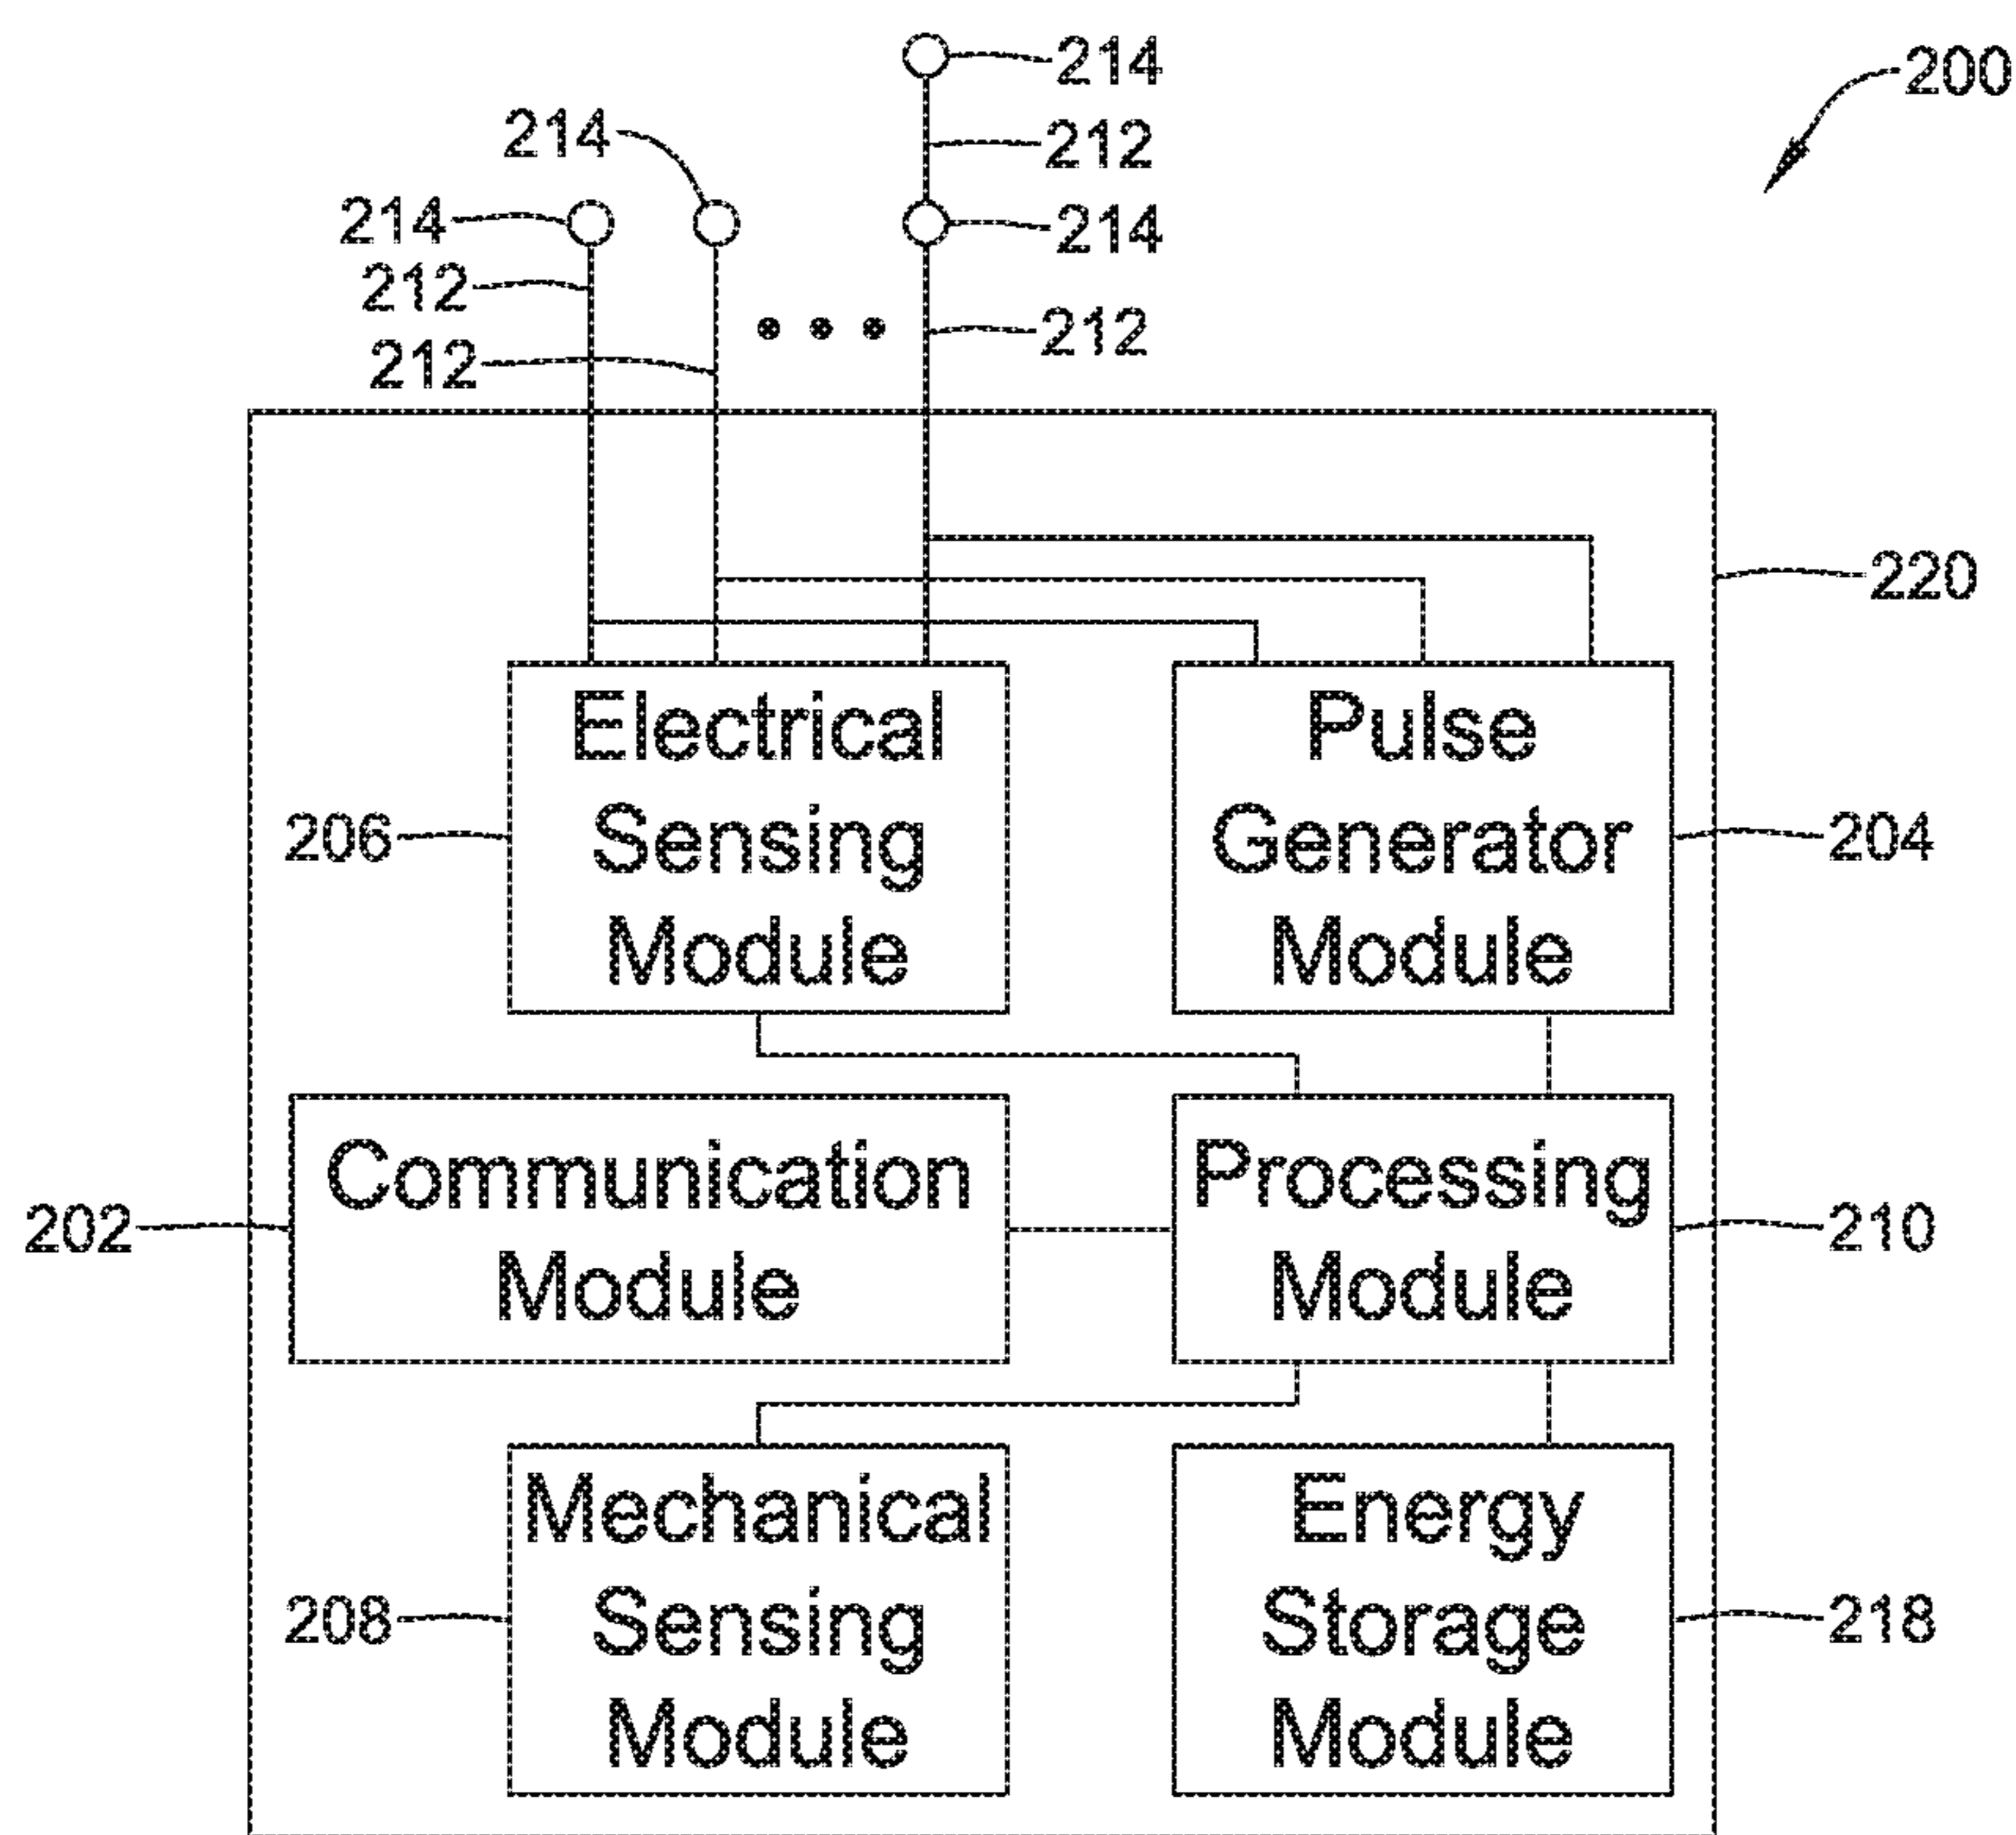 214
200
214
212
214
214
212
212
212
220
Electrical
Sensing
Module
206
Pulse
Generator
Module
204
Communication
Module
202
Processing
Module
210
Mechanical
Sensing
Module
208
Energy
Storage
Module
218